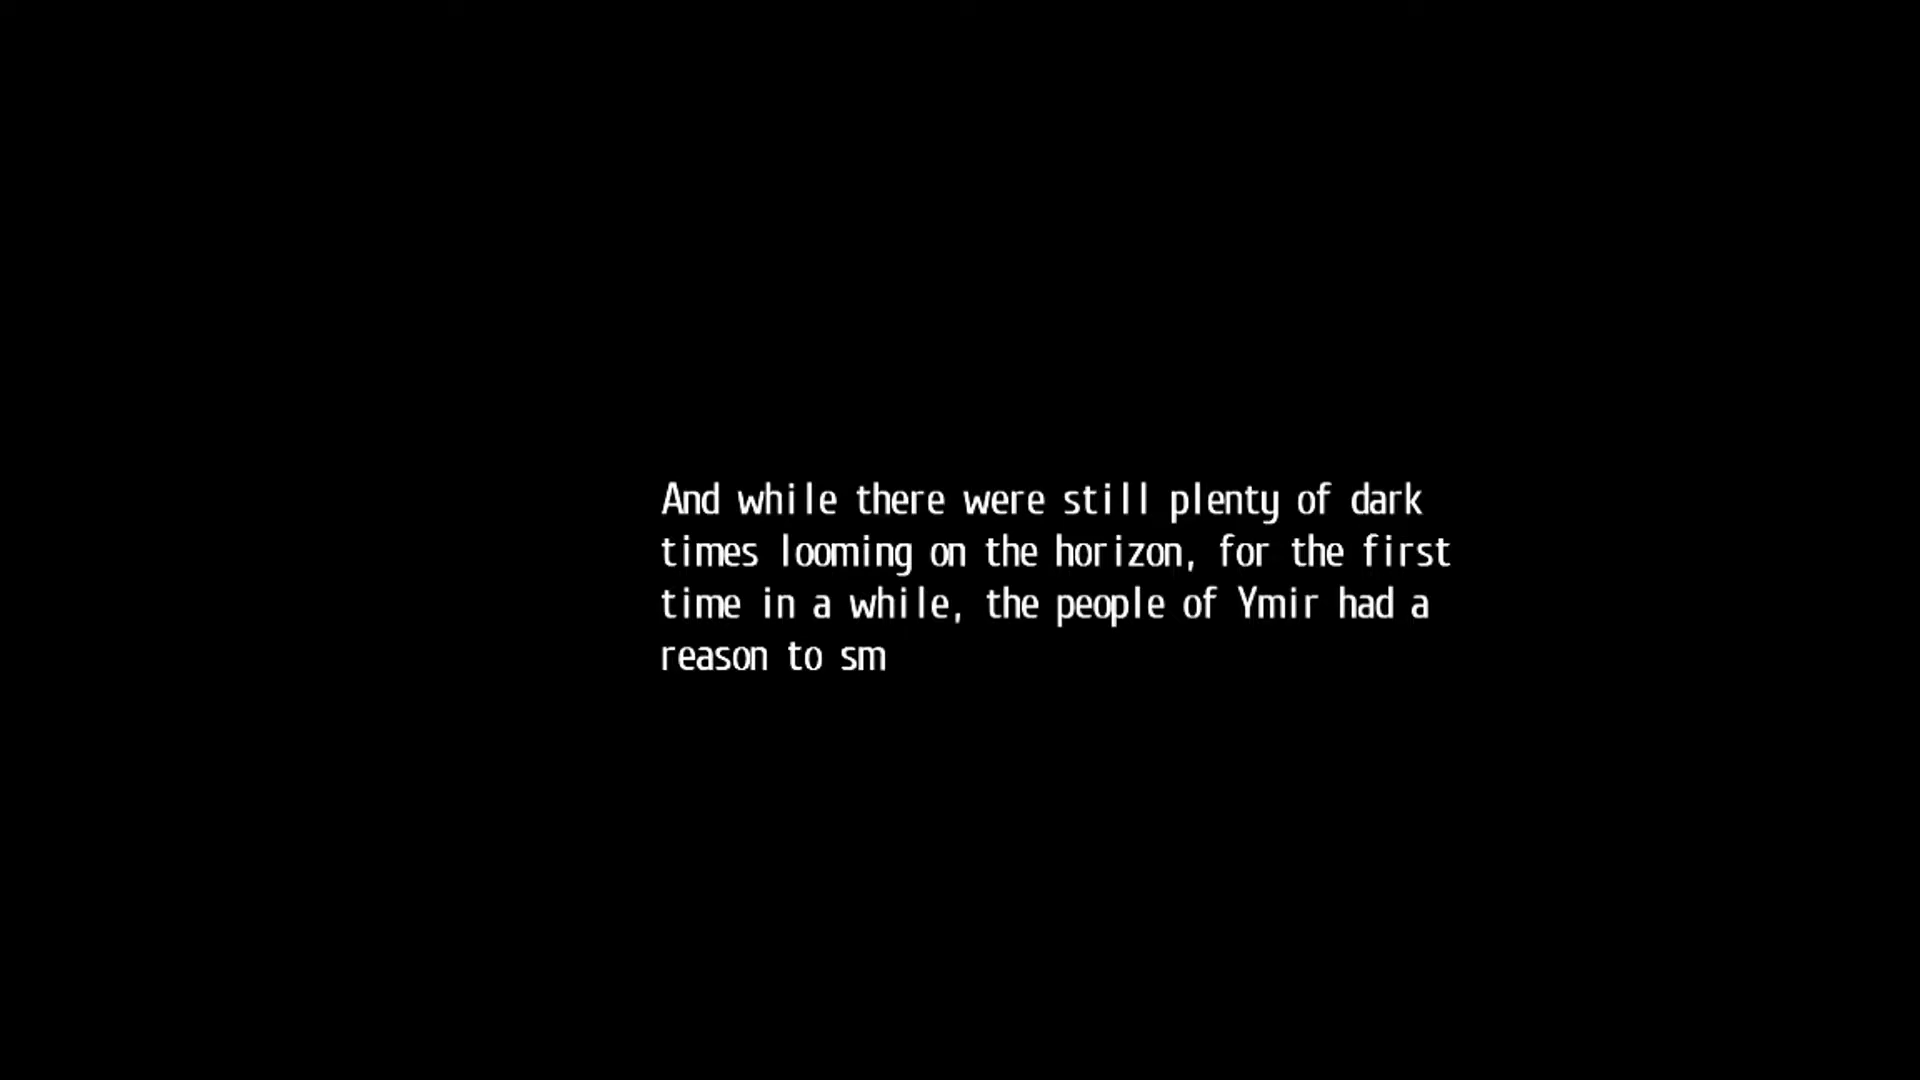 And while there were still plenty of dark
times looming on the horizon, for the first
time in a while, the people of Ymir had a
reason to sm